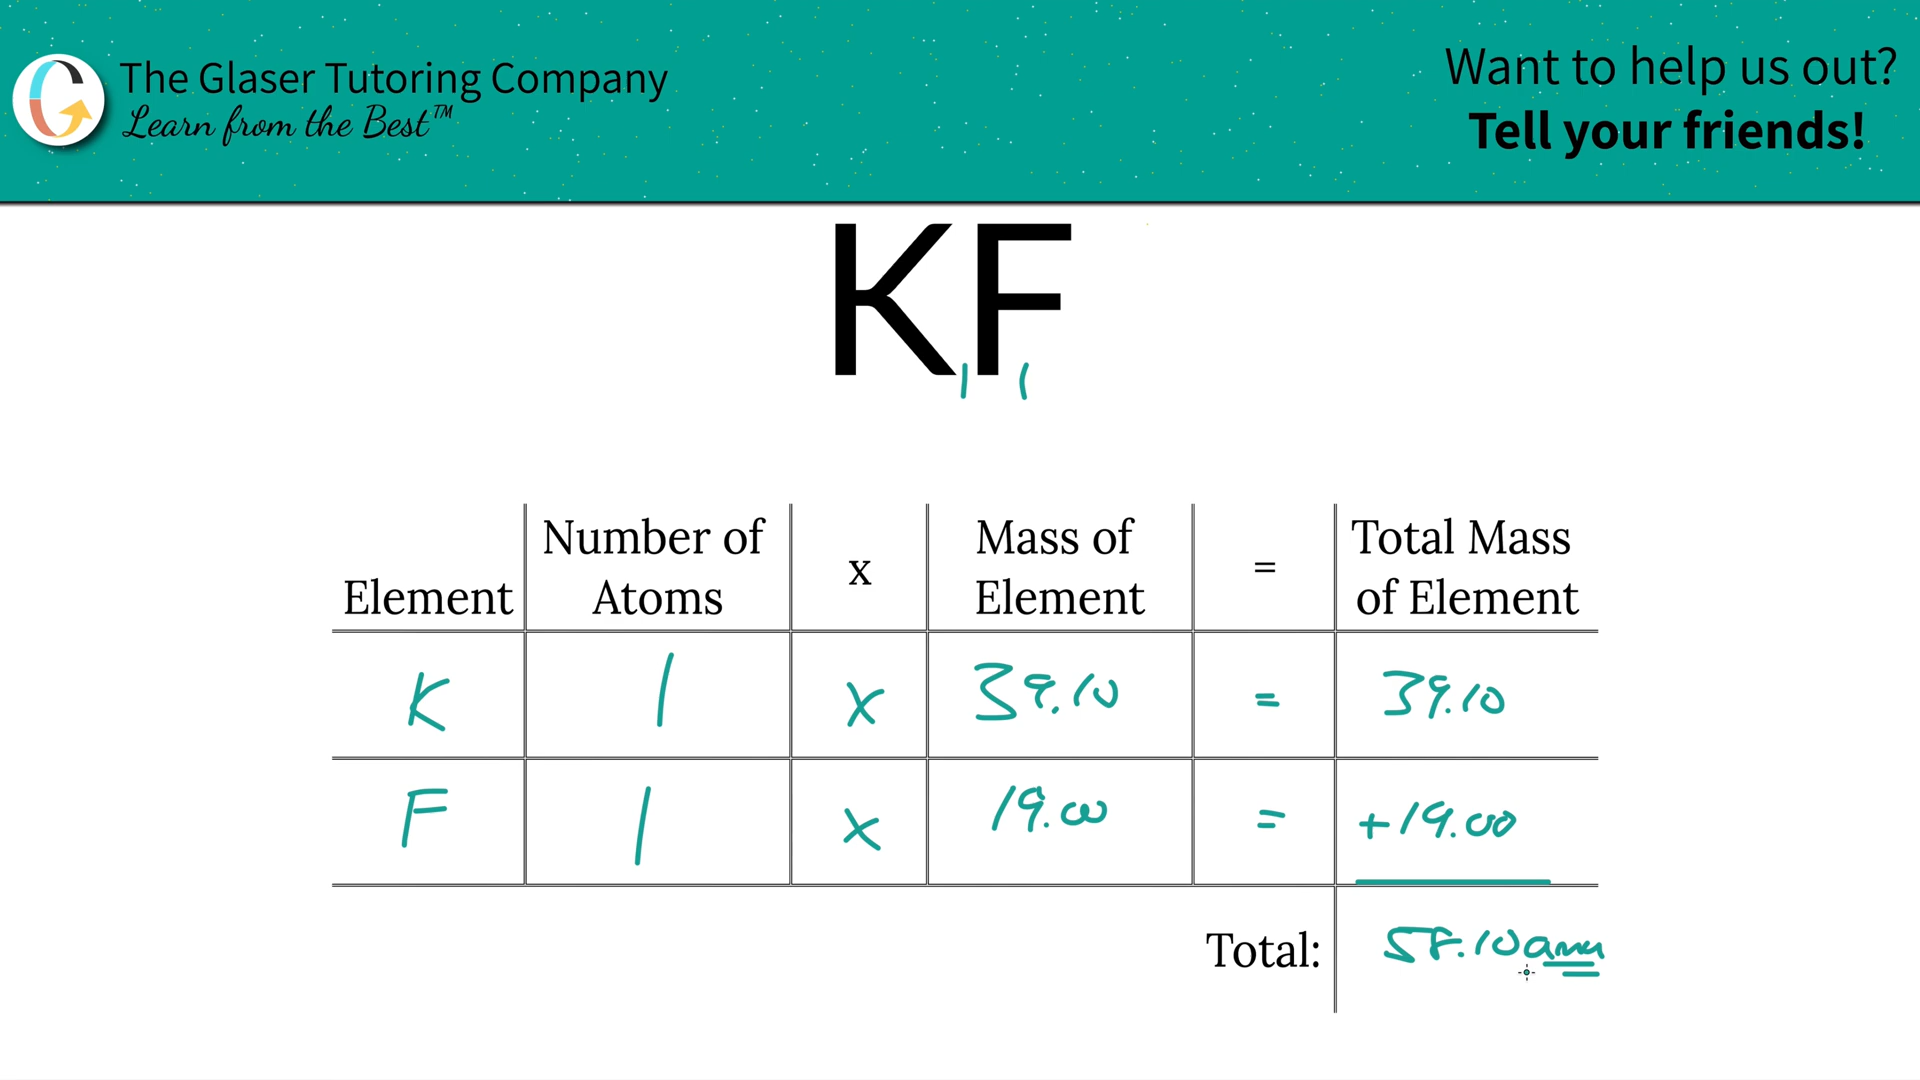 The Glaser Tutoring Company
Learn from the Best™
Want to help us out?
Tell your friends!
KF
1 1
Element Number of Atoms x Mass of Element = Total Mass of Element
K 1 x 39.10 = 39.10
F 1 x 19.00 = +19.00
Total: 58.10 amu